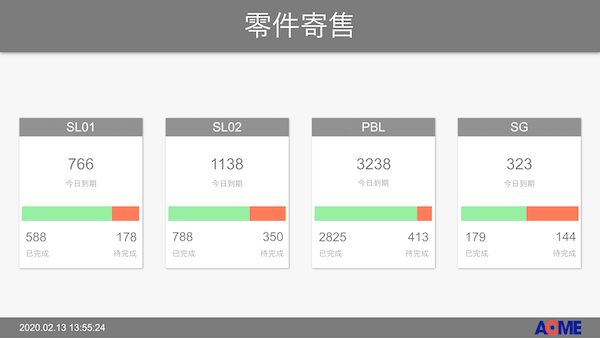 零件寄售
SL01
766
今日到期
588
178
已完成
待完成
SL02
1138
今日到期
788
350
已完成
待完成
PBL
3238
今日到期
2825
413
已完成
待完成
SG
323
今日到期
179
144
已完成
待完成
2020.02.13 13:55:24
AOME